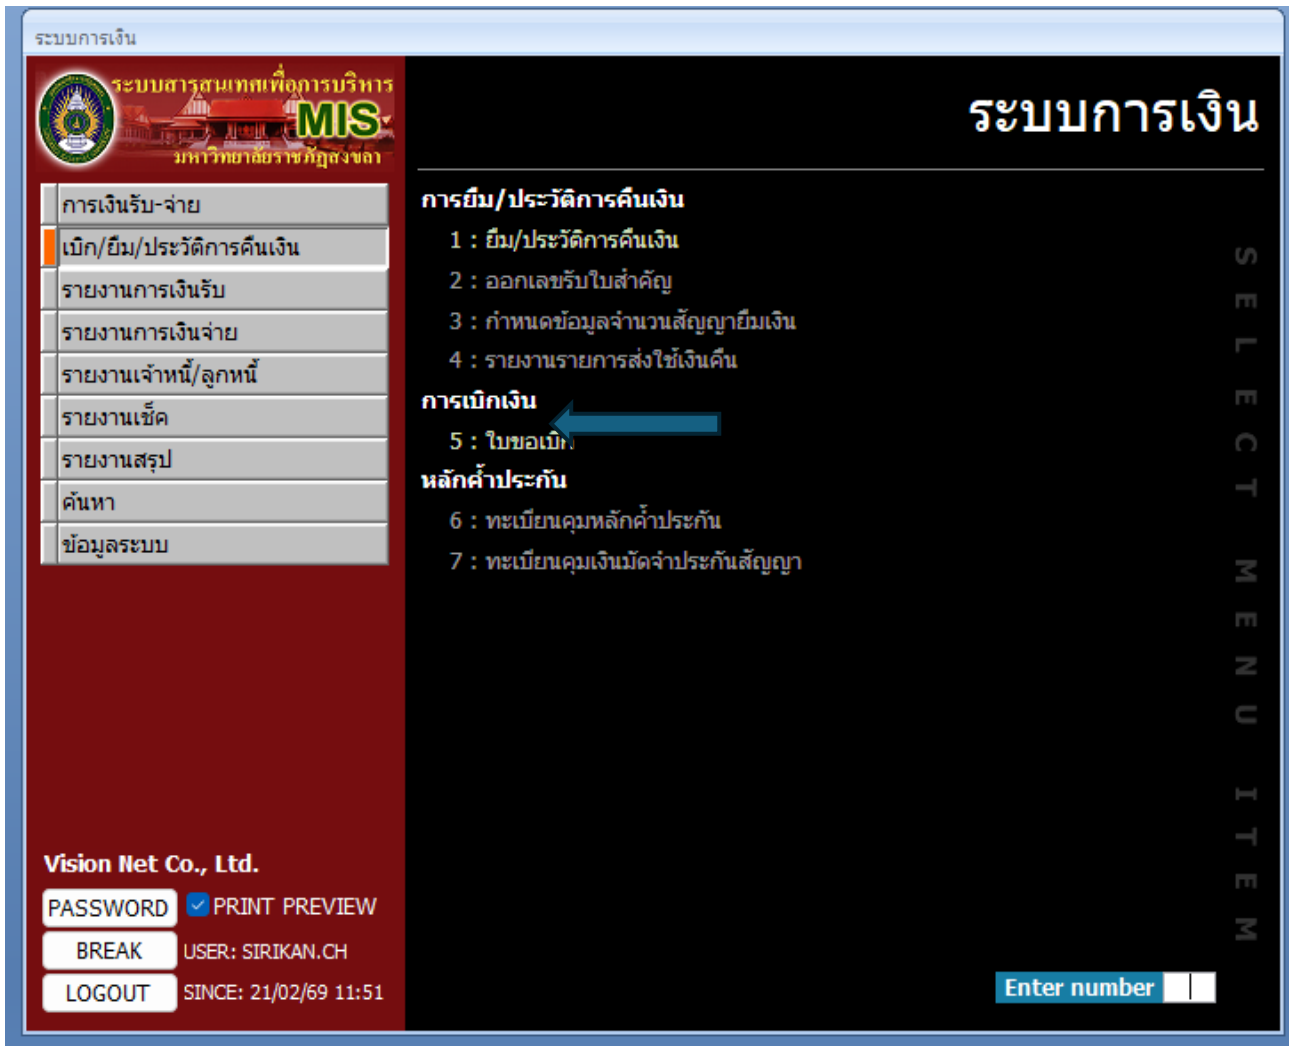 ระบบการเงิน
ระบบสารสนเทศเพื่อการบริหาร
MIS
มหาวิทยาลัยราชภัฏสงขลา
ระบบการเงิน
การเงินรับ-จ่าย
เบิก/ยืม/ประวัติการคืนเงิน
รายงานการเงินรับ
รายงานการเงินจ่าย
รายงานเจ้าหนี้/ลูกหนี้
รายงานเช็ค
รายงานสรุป
ค้นหา
ข้อมูลระบบ
การยืม/ประวัติการคืนเงิน
1 : ยืม/ประวัติการคืนเงิน
2 : ออกเลขรับใบสำคัญ
3 : กำหนดข้อมูลจำนวนสัญญายืมเงิน
4 : รายงานรายการส่งใช้เงินคืน
การเบิกเงิน
5 : ใบขอเบิก
หลักค้ำประกัน
6 : ทะเบียนคุมหลักค้ำประกัน
7 : ทะเบียนคุมเงินมัดจำประกันสัญญา
SELECT MENU ITEM
Vision Net Co., Ltd.
PASSWORD PRINT PREVIEW
BREAK USER: SIRIKAN.CH
LOGOUT SINCE: 21/02/69 11:51
Enter number